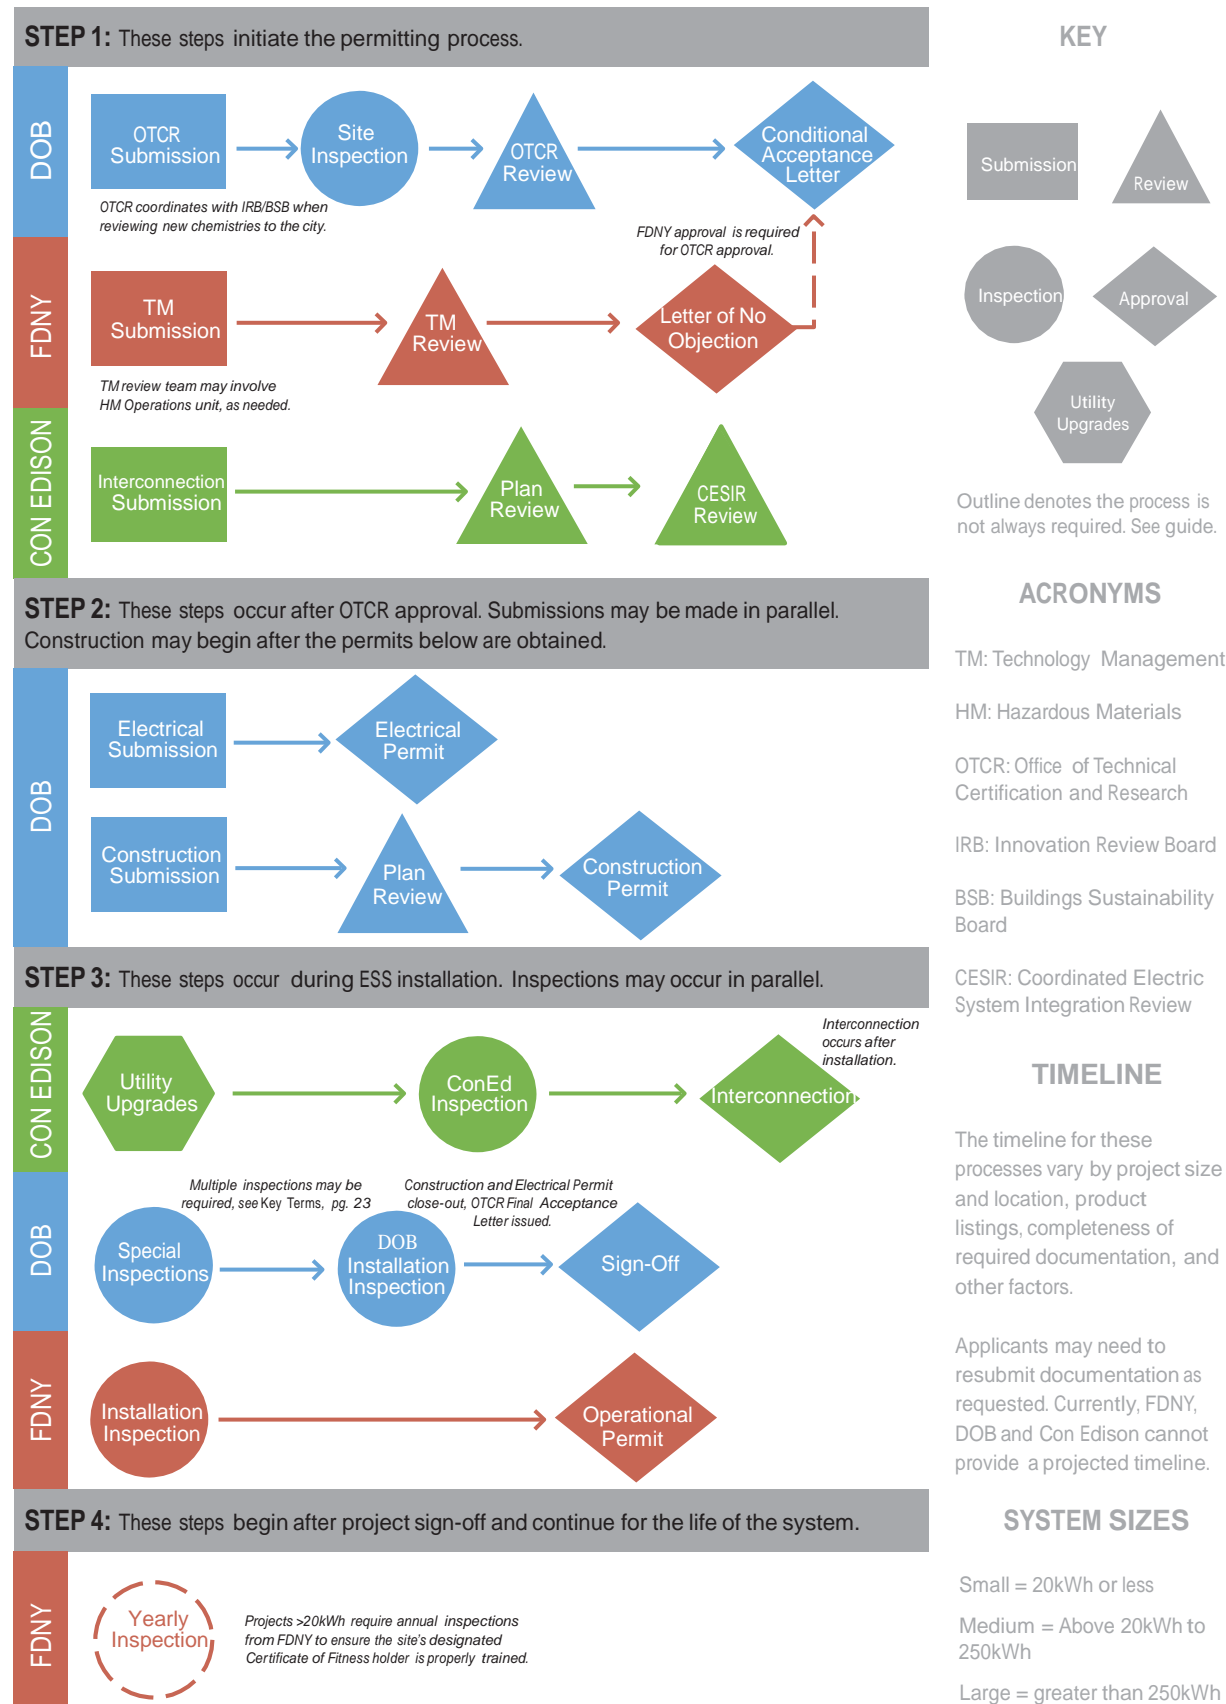 STEP 1: These steps initiate the permitting process.
DOB
OTCR
Submission
Site
Inspection
OTCR
Review
Conditional
Acceptance
Letter
OTCR coordinates with IRB/BSB when
reviewing new chemistries to the city.
FDNY approval is required
for OTCR approval.
FDNY
TM
Submission
TM
Review
Letter of No
Objection
TM review team may involve
HM Operations unit, as needed.
CON EDISON
Interconnection
Submission
Plan
Review
CESIR
Review
STEP 2: These steps occur after OTCR approval. Submissions may be made in parallel.
Construction may begin after the permits below are obtained.
DOB
Electrical
Submission
Electrical
Permit
Construction
Submission
Plan
Review
Construction
Permit
STEP 3: These steps occur during ESS installation. Inspections may occur in parallel.
CON EDISON
Utility
Upgrades
ConEd
Inspection
Interconnection
Interconnection
occurs after
installation.
DOB
Multiple inspections may be
required, see Key Terms, pg. 23
Construction and Electrical Permit
close-out, OTCR Final Acceptance
Letter issued.
Special
Inspections
DOB
Installation
Inspection
Sign-Off
FDNY
Installation
Inspection
Operational
Permit
STEP 4: These steps begin after project sign-off and continue for the life of the system.
FDNY
Yearly
Inspection
Projects >20kWh require annual inspections
from FDNY to ensure the site's designated
Certificate of Fitness holder is properly trained.
KEY
Submission
Review
Inspection
Approval
Utility
Upgrades
Outline denotes the process is
not always required. See guide.
ACRONYMS
TM: Technology Management
HM: Hazardous Materials
OTCR: Office of Technical
Certification and Research
IRB: Innovation Review Board
BSB: Buildings Sustainability
Board
CESIR: Coordinated Electric
System Integration Review
TIMELINE
The timeline for these
processes vary by project size
and location, product
listings, completeness of
required documentation, and
other factors.
Applicants may need to
resubmit documentation as
requested. Currently, FDNY,
DOB and Con Edison cannot
provide a projected timeline.
SYSTEM SIZES
Small = 20kWh or less
Medium = Above 20kWh to
250kWh
Large = greater than 250kWh